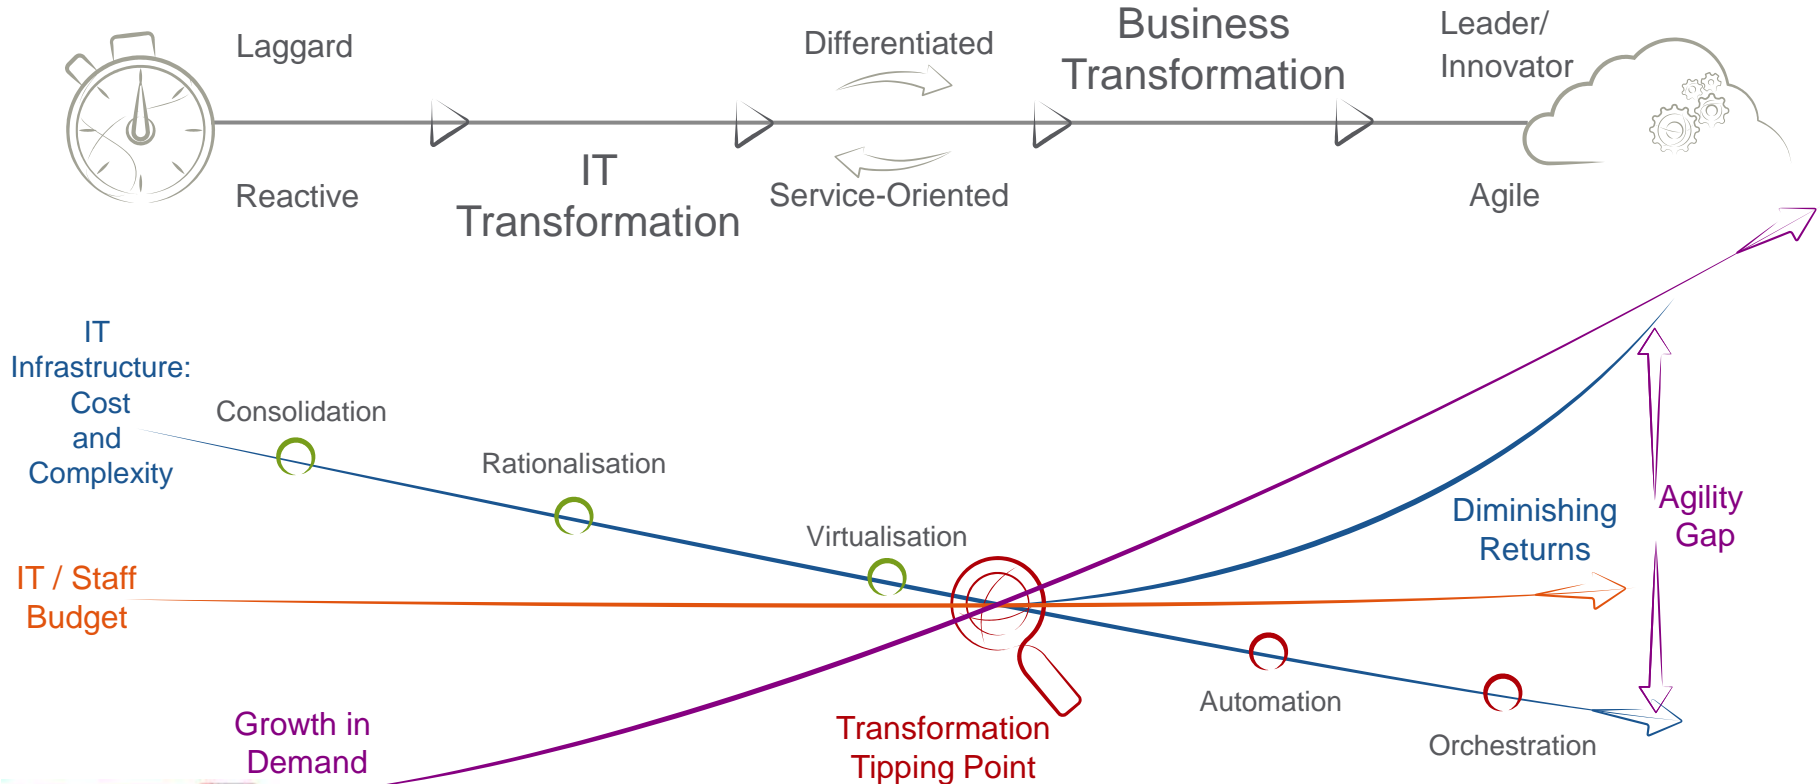 Laggard
Differentiated
Business
Transformation
Leader/
Innovator
Reactive
IT
Transformation
Service-Oriented
Agile
IT
Infrastructure:
Cost
and
Complexity
Consolidation
Rationalisation
Virtualisation
Diminishing
Returns
Agility
Gap
IT / Staff
Budget
Growth in
Demand
Transformation
Tipping Point
Automation
Orchestration